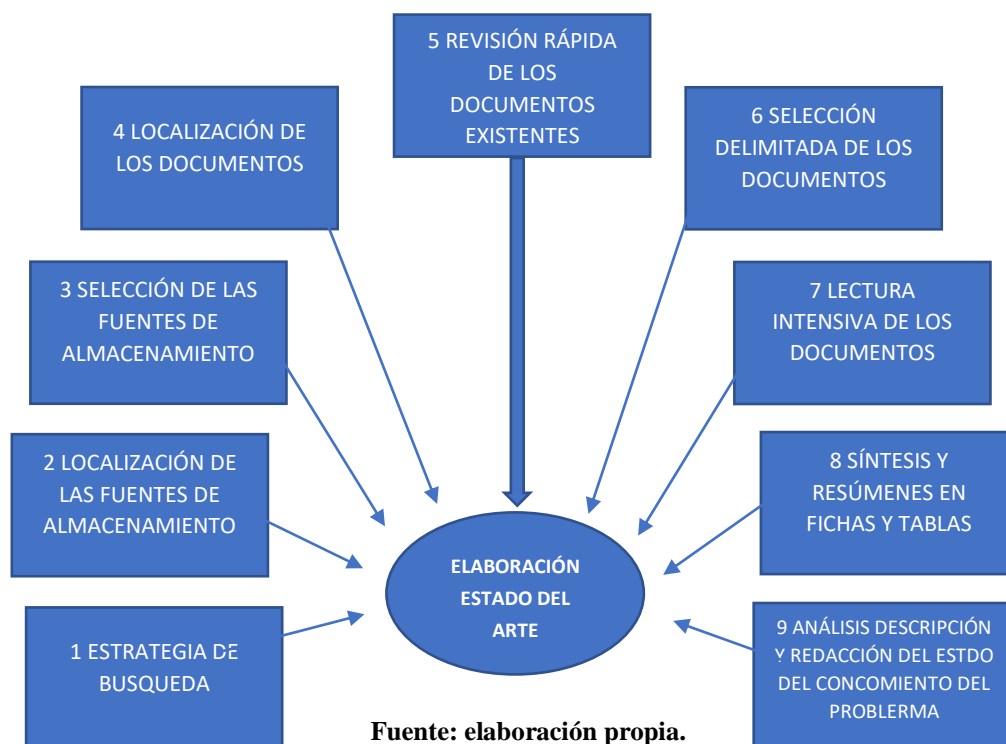 5 REVISIÓN RÁPIDA
DE LOS
DOCUMENTOS
EXISTENTES
4 LOCALIZACIÓN DE
LOS DOCUMENTOS
6 SELECCIÓN
DELIMITADA DE LOS
DOCUMENTOS
3 SELECCIÓN DE LAS
FUENTES DE
ALMACENAMIENTO
7 LECTURA
INTENSIVA DE LOS
DOCUMENTOS
2 LOCALIZACIÓN DE
LAS FUENTES DE
ALMACENAMIENTO
8 SÍNTESIS Y
RESÚMENES EN
FICHAS Y TABLAS
ELABORACIÓN
ESTADO DEL
ARTE
1 ESTRATEGIA DE
BUSQUEDA
9 ANÁLISIS DESCRIPCIÓN
Y REDACCIÓN DEL ESTDO
DEL CONCOMIENTO DEL
PROBLERMA
Fuente: elaboración propia.